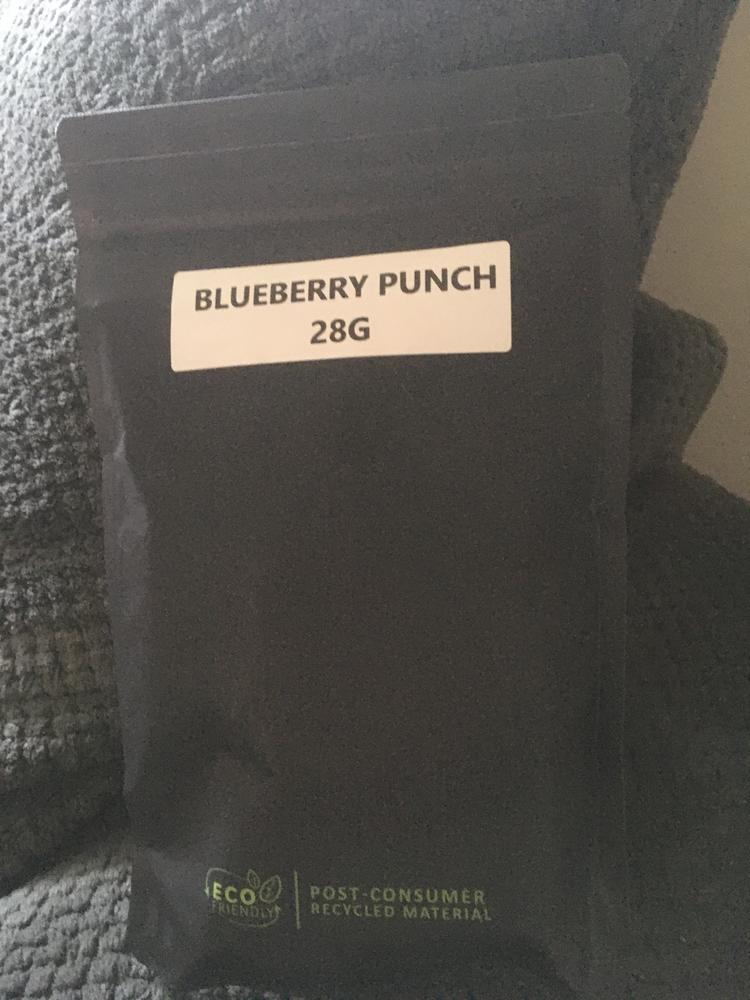 BLUEBERRY PUNCH
28G
ECO
FRIENDLY
POST-CONSUMER
RECYCLED MATERIAL